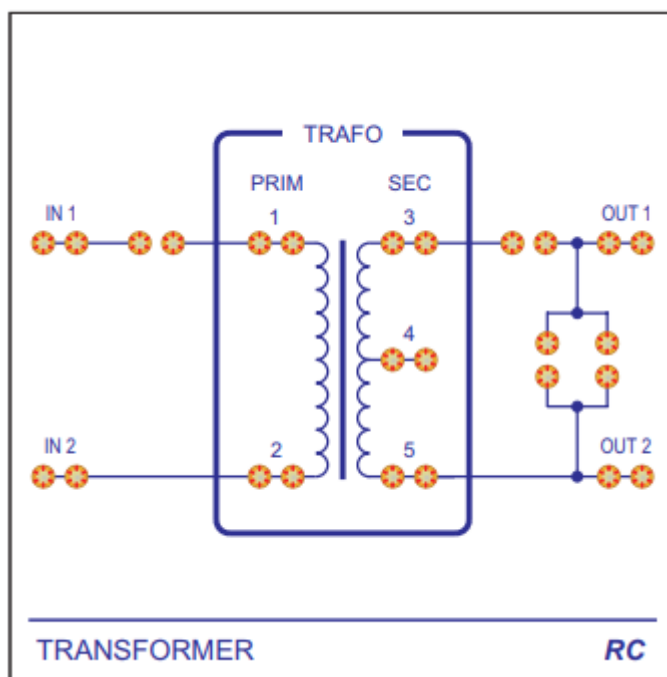 TRAFO
PRIM SEC
IN 1 1 3 OUT 1
4
IN 2 2 5 OUT 2
TRANSFORMER RC